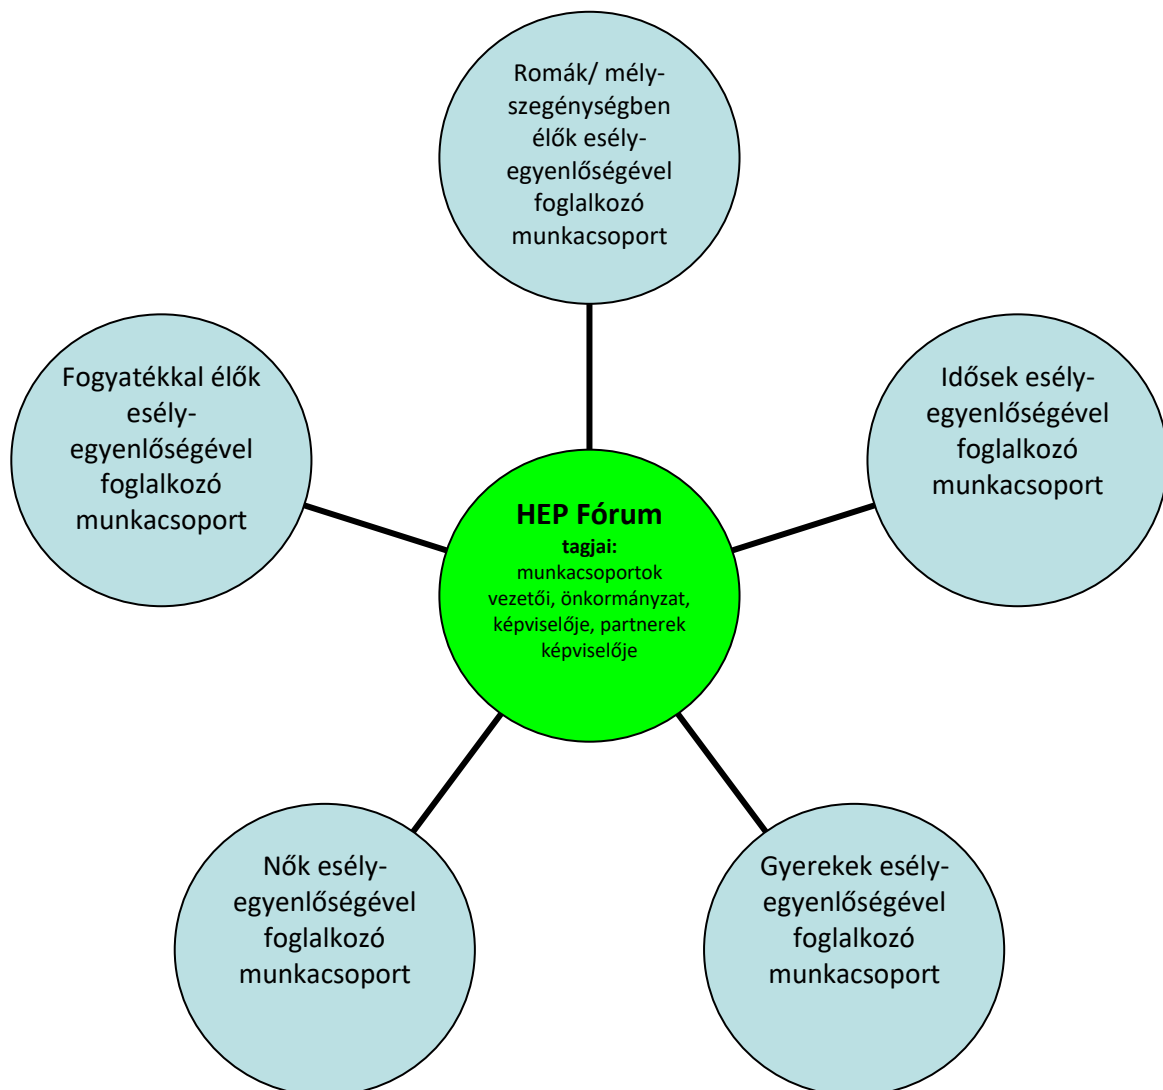 Romák/ mély-
szegénységben
élők esély-
egyenlőségével
foglalkozó
munkacsoport
Fogyatékkal élők
esély-
egyenlőségével
foglalkozó
munkacsoport
Idősek esély-
egyenlőségével
foglalkozó
munkacsoport
HEP Fórum
tagjai:
munkacsoportok
vezetői, önkormányzat,
képviselője, partnerek
képviselője
Nők esély-
egyenlőségével
foglalkozó
munkacsoport
Gyerekek esély-
egyenlőségével
foglalkozó
munkacsoport